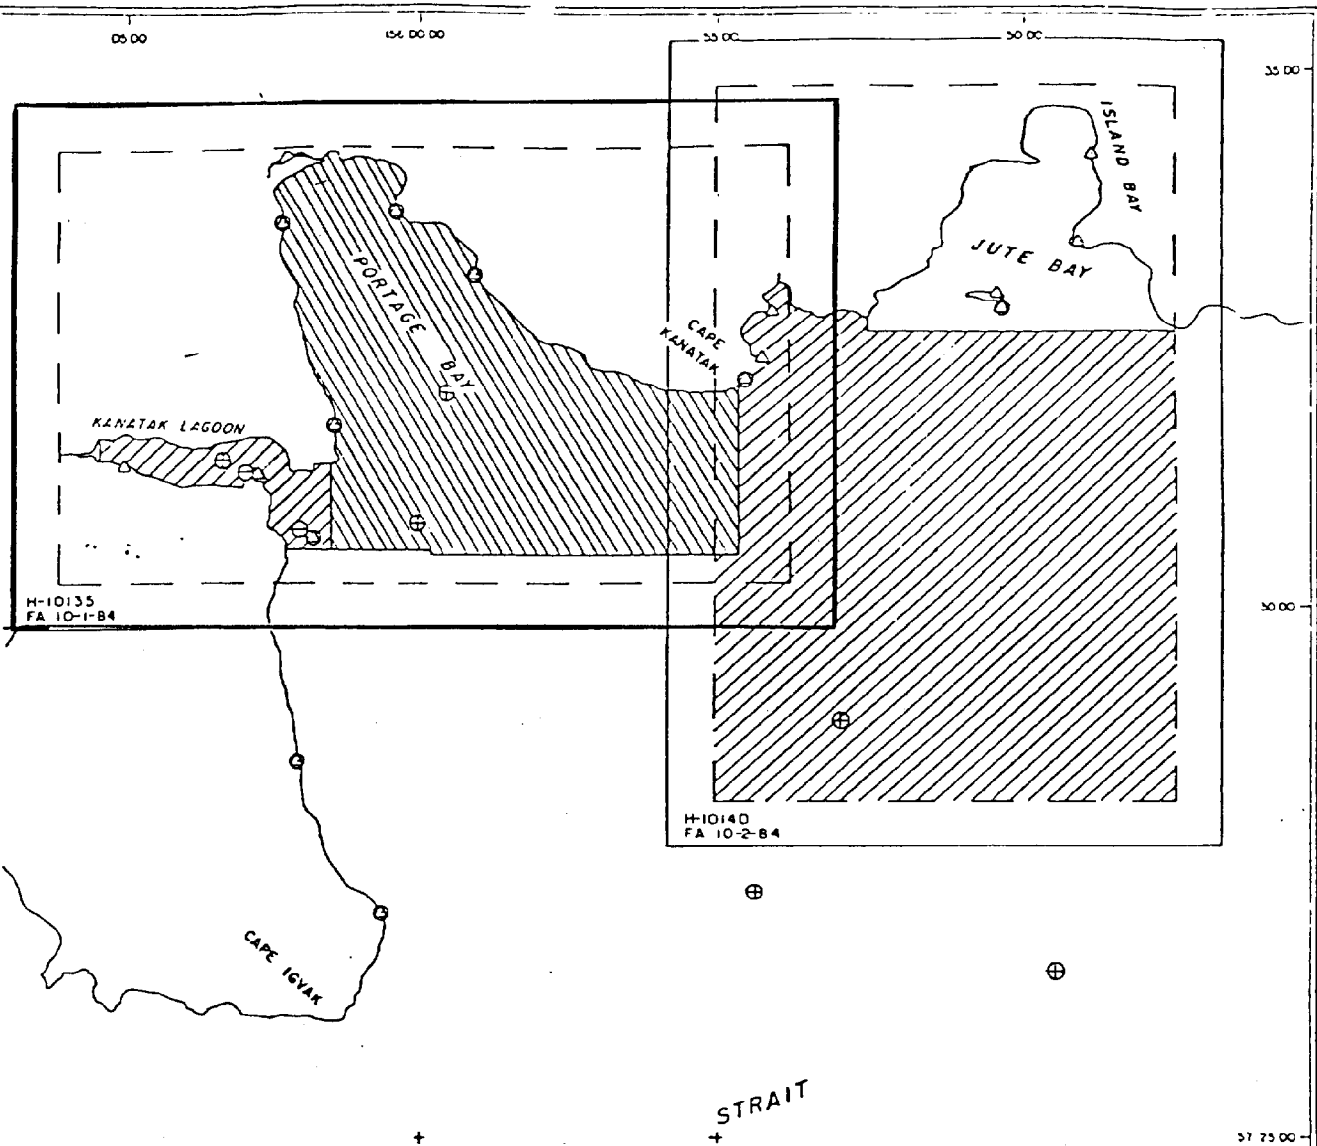 05 00
156 00 00
55 00
50 00
35 00
ISLAND BAY
JUTE BAY
PORTAGE BAY
CAPE
KANATAK
KANATAK LAGOON
H-10135
FA 10-1-84
30 00
H-10140
FA 10-2-84
CAPE IGVAK
STRAIT
57 25 00